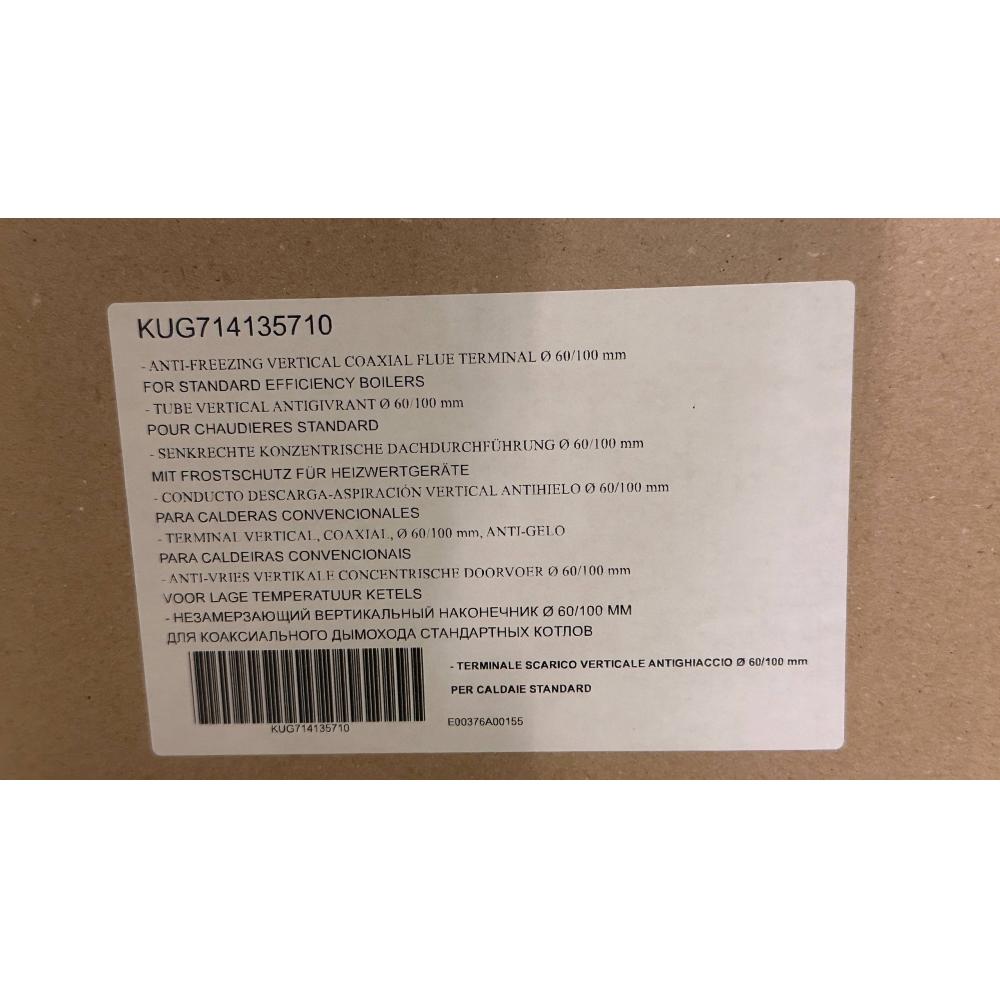 KUG714135710
- ANTI-FREEZING VERTICAL COAXIAL FLUE TERMINAL Ø 60/100 mm
FOR STANDARD EFFICIENCY BOILERS
- TUBE VERTICAL ANTIGIVRANT Ø 60/100 mm
POUR CHAUDIERES STANDARD
- SENKRECHTE KONZENTRISCHE DACHDURCHFÜHRUNG Ø 60/100 mm
MIT FROSTSCHUTZ FÜR HEIZWERTGERÄTE
- CONDUCTO DESCARGA-ASPIRACIÓN VERTICAL ANTIHIELO Ø 60/100 mm
PARA CALDERAS CONVENCIONALES
- TERMINAL VERTICAL, COAXIAL, Ø 60/100 mm, ANTI-GELO
PARA CALDEIRAS CONVENCIONAIS
- ANTI-VRIES VERTIKALE CONCENTRISCHE DOORVOER Ø 60/100 mm
VOOR LAGE TEMPERATUUR KETELS
- НЕЗАМЕРЗАЮЩИЙ ВЕРТИКАЛЬНЫЙ НАКОНЕЧНИК Ø 60/100 ММ
ДЛЯ КОАКСИАЛЬНОГО ДЫМОХОДА СТАНДАРТНЫХ КОТЛОВ
- TERMINALE SCARICO VERTICALE ANTIGHIACCIO Ø 60/100 mm
PER CALDAIE STANDARD
KUG714135710
E00376A00155